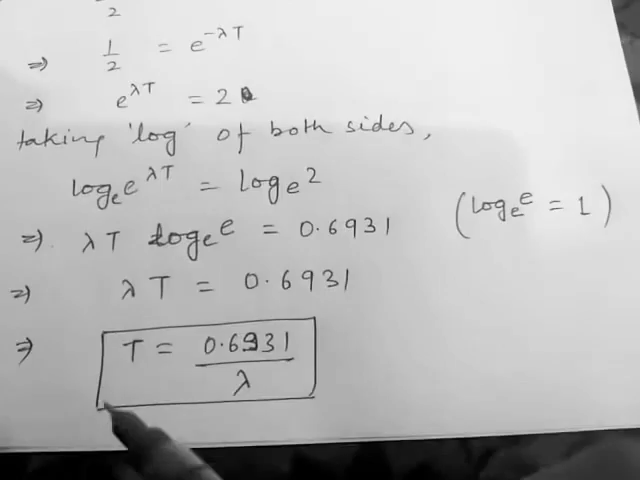 2
⇒ 1/2 = e^{-λT}
⇒ e^{λT} = 2
taking 'log' of both sides,
log_e e^{λT} = log_e 2
⇒ λT log_e e = 0.6931 (log_e e = 1)
⇒ λT = 0.6931
⇒ T = 0.6931/λ